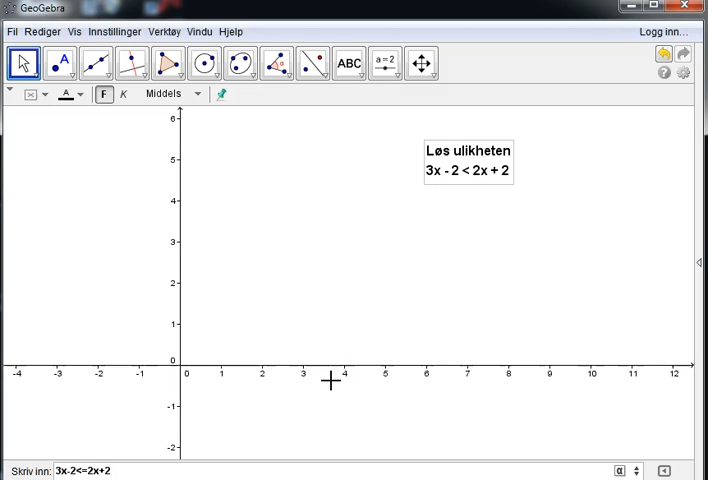 GeoGebra
Fil Rediger Vis Innstillinger Verktøy Vindu Hjelp Logg inn...
A α ABC a = 2
A F K Middels
Løs ulikheten
3x - 2 < 2x + 2
6
5
4
3
2
1
0
-4 -3 -2 -1 0 1 2 3 4 5 6 7 8 9 10 11 12
-1
-2
Skriv inn: 3x-2<=2x+2 α